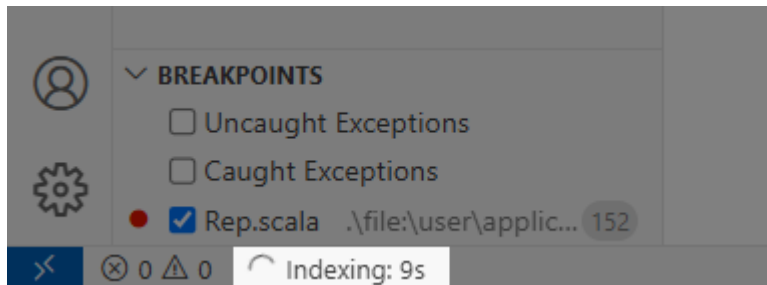 BREAKPOINTS
Uncaught Exceptions
Caught Exceptions
Rep.scala .\file:\user\applic... 152
0 0 Indexing: 9s